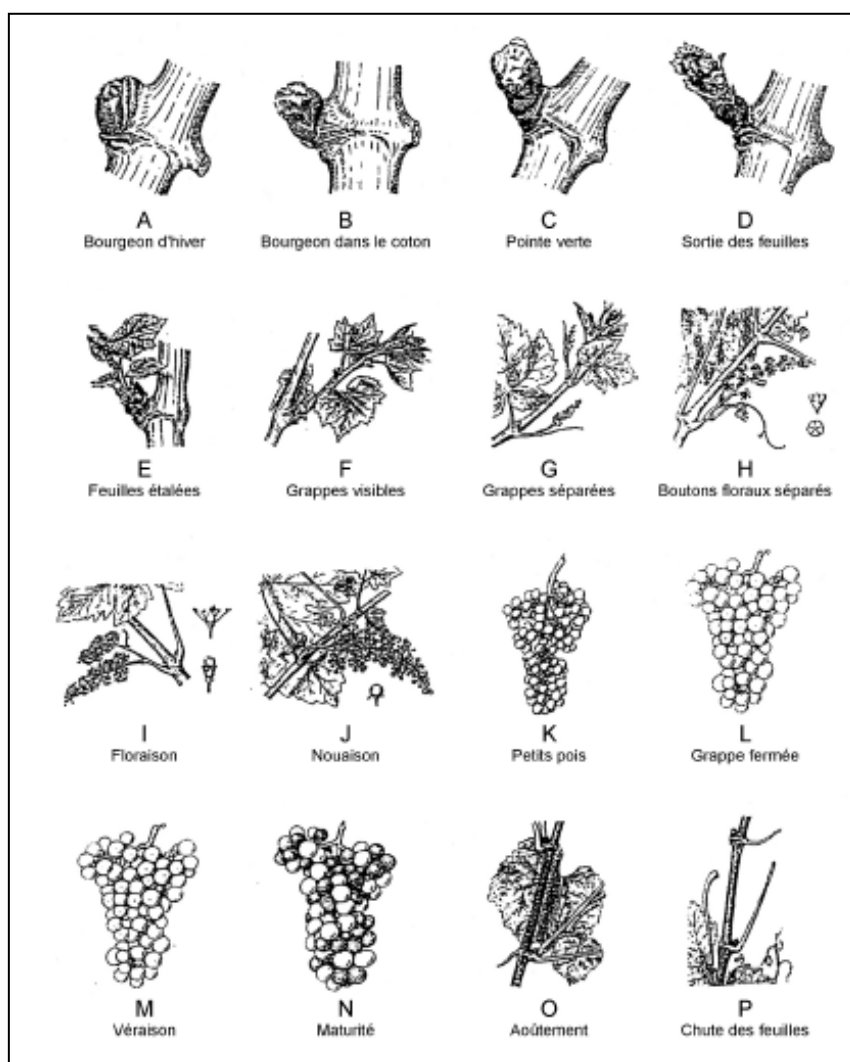 A B C D
Bourgeon d'hiver Bourgeon dans le coton Pointe verte Sortie des feuilles
E F G H
Feuilles étalées Grappes visibles Grappes séparées Boutons floraux séparés
I J K L
Floraison Nouaison Petits pois Grappe fermée
M N O P
Véraison Maturité Aoûtement Chute des feuilles